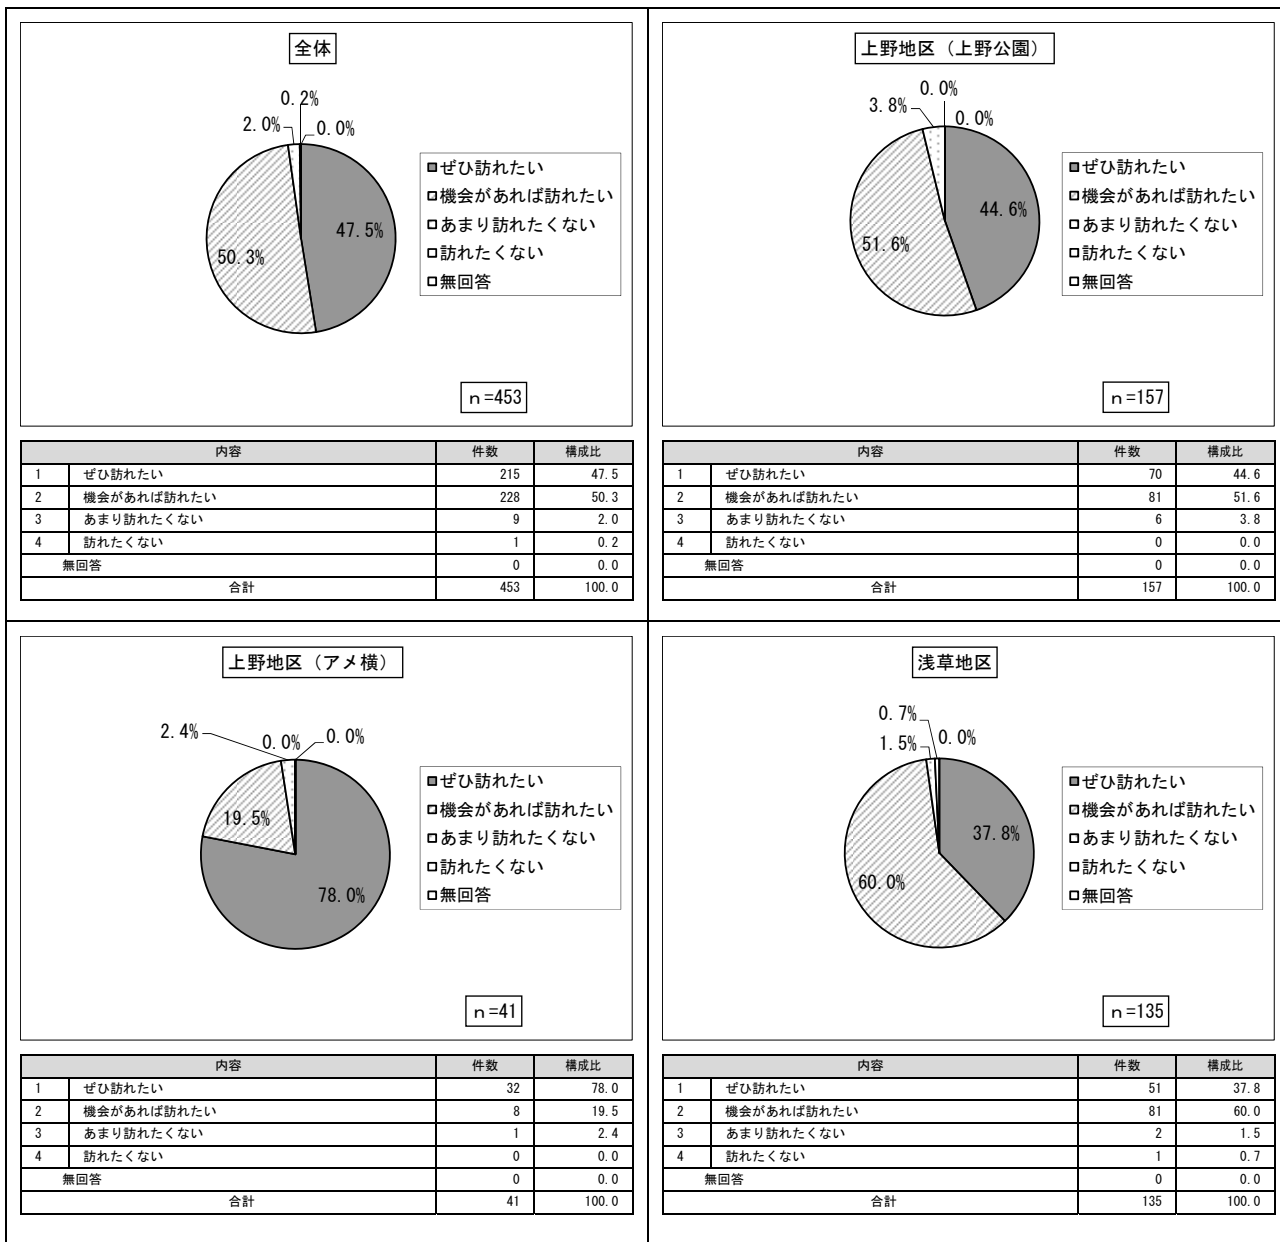 全体
0.2%
2.0%
0.0%
47.5%
50.3%
■ぜひ訪れたい
□機会があれば訪れたい
□あまり訪れたくない
□訪れたくない
□無回答
n=453
内容 件数 構成比
1 ぜひ訪れたい 215 47.5
2 機会があれば訪れたい 228 50.3
3 あまり訪れたくない 9 2.0
4 訪れたくない 1 0.2
無回答 0 0.0
合計 453 100.0
上野地区（上野公園）
0.0%
3.8%
0.0%
44.6%
51.6%
■ぜひ訪れたい
□機会があれば訪れたい
□あまり訪れたくない
□訪れたくない
□無回答
n=157
内容 件数 構成比
1 ぜひ訪れたい 70 44.6
2 機会があれば訪れたい 81 51.6
3 あまり訪れたくない 6 3.8
4 訪れたくない 0 0.0
無回答 0 0.0
合計 157 100.0
上野地区（アメ横）
2.4%
0.0%
0.0%
19.5%
78.0%
■ぜひ訪れたい
□機会があれば訪れたい
□あまり訪れたくない
□訪れたくない
□無回答
n=41
内容 件数 構成比
1 ぜひ訪れたい 32 78.0
2 機会があれば訪れたい 8 19.5
3 あまり訪れたくない 1 2.4
4 訪れたくない 0 0.0
無回答 0 0.0
合計 41 100.0
浅草地区
0.7%
1.5%
0.0%
37.8%
60.0%
■ぜひ訪れたい
□機会があれば訪れたい
□あまり訪れたくない
□訪れたくない
□無回答
n=135
内容 件数 構成比
1 ぜひ訪れたい 51 37.8
2 機会があれば訪れたい 81 60.0
3 あまり訪れたくない 2 1.5
4 訪れたくない 1 0.7
無回答 0 0.0
合計 135 100.0